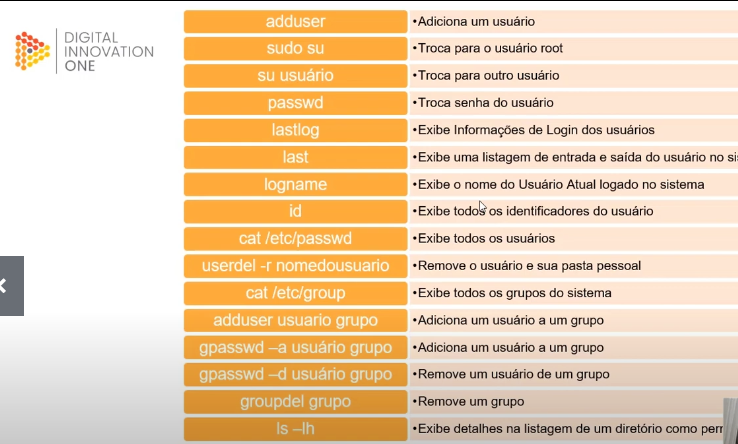 DIGITAL
INNOVATION
ONE
adduser •Adiciona um usuário
sudo su •Troca para o usuário root
su usuário •Troca para outro usuário
passwd •Troca senha do usuário
lastlog •Exibe Informações de Login dos usuários
last •Exibe uma listagem de entrada e saída do usuário no si
logname •Exibe o nome do Usuário Atual logado no sistema
id •Exibe todos os identificadores do usuário
cat /etc/passwd •Exibe todos os usuários
userdel -r nomedousuario •Remove o usuário e sua pasta pessoal
cat /etc/group •Exibe todos os grupos do sistema
adduser usuario grupo •Adiciona um usuário a um grupo
gpasswd –a usuário grupo •Adiciona um usuário a um grupo
gpasswd –d usuário grupo •Remove um usuário de um grupo
groupdel grupo •Remove um grupo
ls –lh •Exibe detalhes na listagem de um diretório como perr